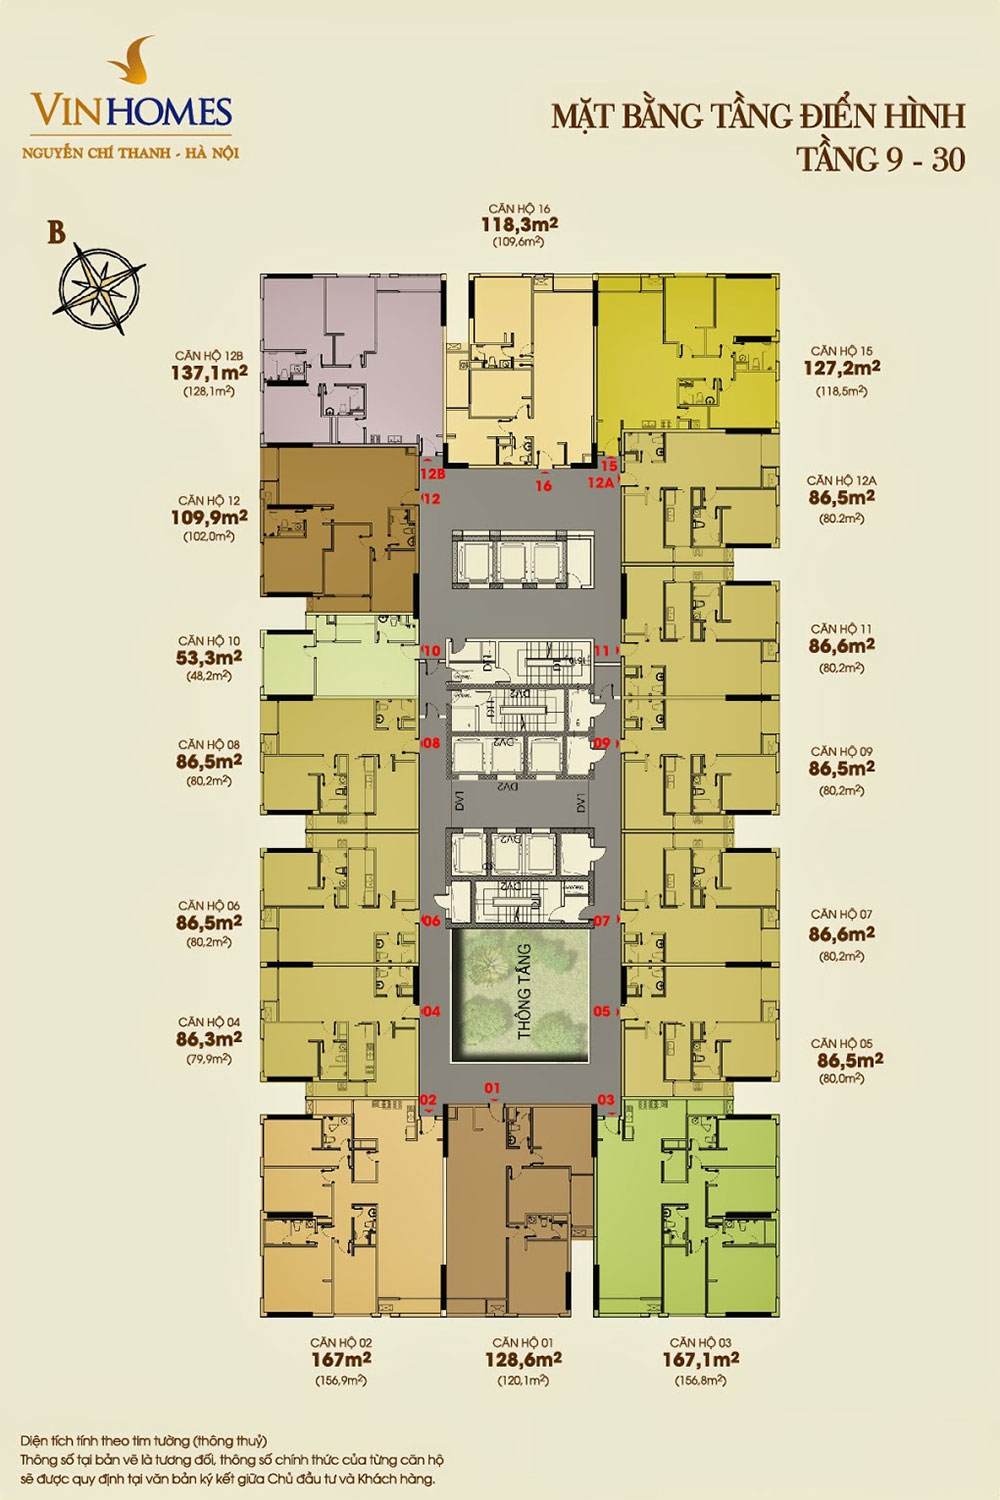 VINHOMES
NGUYỄN CHÍ THANH - HÀ NỘI
MẶT BẰNG TẦNG ĐIỂN HÌNH
TẦNG 9 - 30
B
CĂN HỘ 16
118,3m²
(109,6m²)
CĂN HỘ 12B
137,1m²
(128,1m²)
CĂN HỘ 15
127,2m²
(118,5m²)
CĂN HỘ 12
109,9m²
(102,0m²)
CĂN HỘ 12A
86,5m²
(80.2m²)
12B
12
16
15
12A
CĂN HỘ 10
53,3m²
(48,2m²)
CĂN HỘ 11
86,6m²
(80,2m²)
10
11
DT1
DT1
DV2
DT1
CĂN HỘ 08
86,5m²
(80,2m²)
CĂN HỘ 09
86,5m²
(80,2m²)
08
09
DV2
DV2
DV1
DV1
DV2
CĂN HỘ 06
86,5m²
(80,2m²)
CĂN HỘ 07
86,6m²
(80,2m²)
DV2
06
07
THÔNG TẦNG
CĂN HỘ 04
86,3m²
(79,9m²)
CĂN HỘ 05
86,5m²
(80,0m²)
04
05
01
02
03
CĂN HỘ 02
167m²
(156,9m²)
CĂN HỘ 01
128,6m²
(120,1m²)
CĂN HỘ 03
167,1m²
(156,8m²)
Diện tích tính theo tim tường (thông thuỷ)
Thông số tại bản vẽ là tương đối, thông số chính thức của từng căn hộ
sẽ được quy định tại văn bản ký kết giữa Chủ đầu tư và Khách hàng.